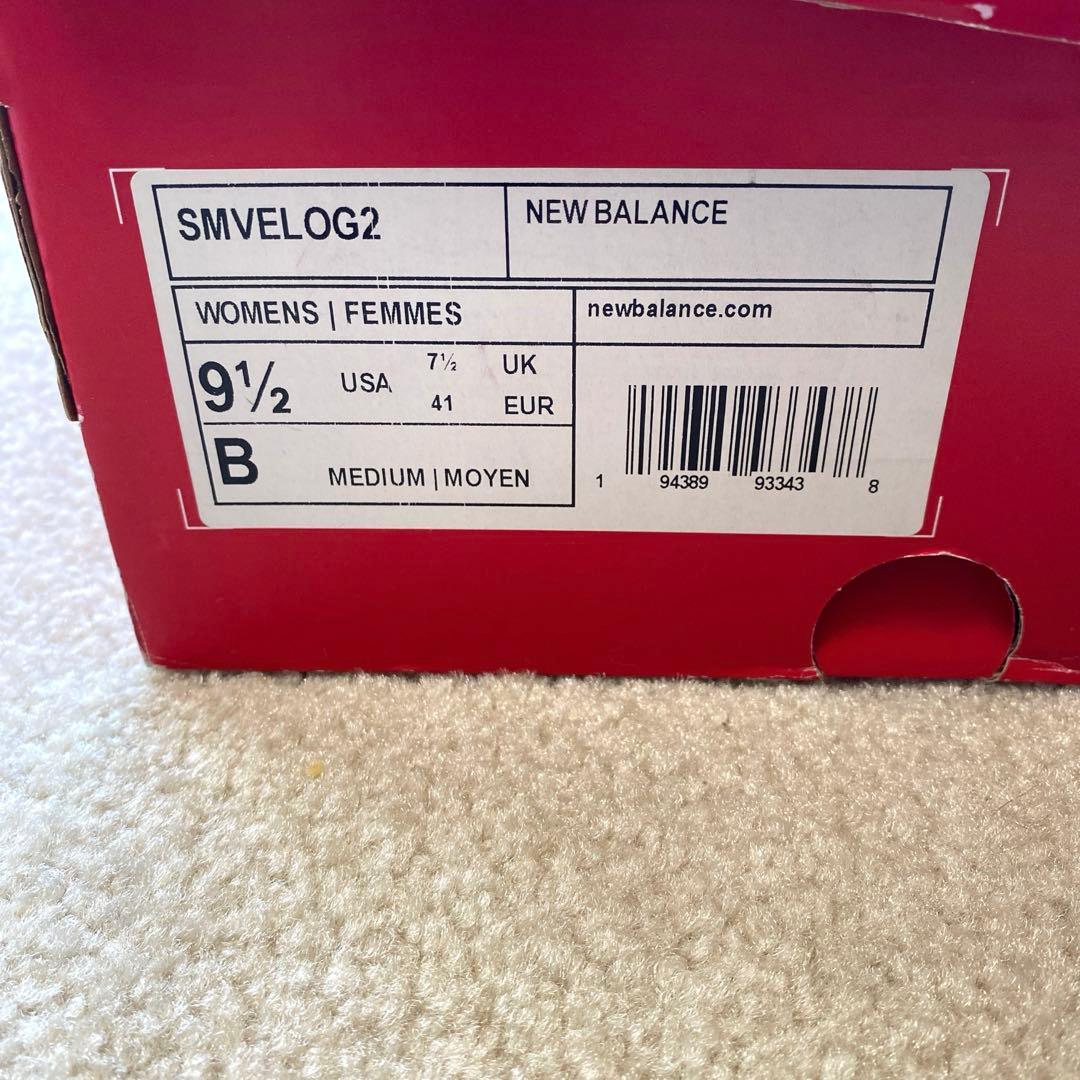 SMVELOG2
NEW BALANCE
WOMENS | FEMMES
newbalance.com
9½ USA 7½ UK
41 EUR
B MEDIUM | MOYEN
1 94389 93343 8